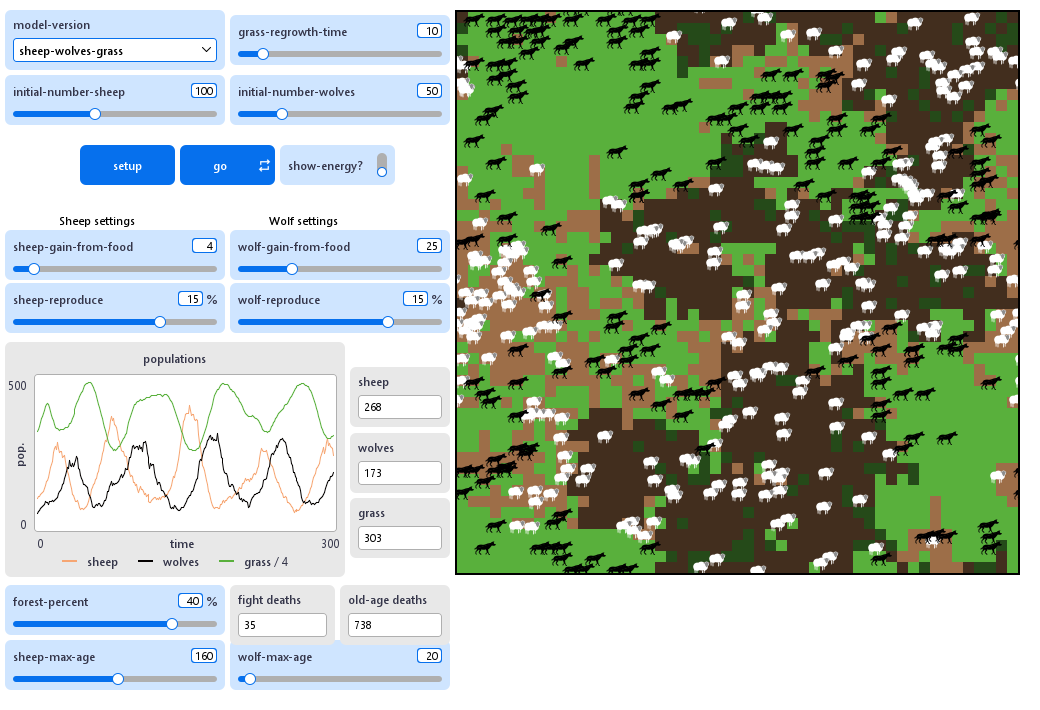 model-version
sheep-wolves-grass
grass-regrowth-time 10
initial-number-sheep 100
initial-number-wolves 50
setup
go
show-energy?
Sheep settings
Wolf settings
sheep-gain-from-food 4
wolf-gain-from-food 25
sheep-reproduce 15 %
wolf-reproduce 15 %
populations
500
pop.
0
0 time 300
sheep wolves grass / 4
sheep
268
wolves
173
grass
303
forest-percent 40 %
fight deaths
35
old-age deaths
738
sheep-max-age 160
wolf-max-age 20